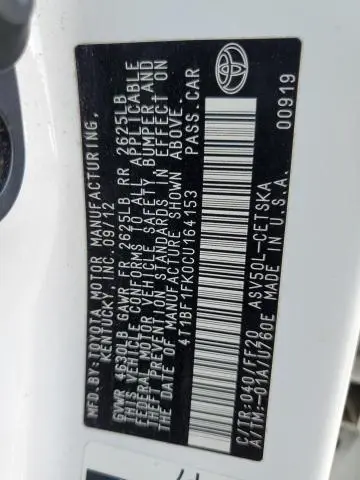 MFD.BY:TOYOTA MOTOR MANUFACTURING,
KENTUCKY,INC. 09/12
GVWR 4630LB GAWR FR 2625LB RR 2625LB
THIS VEHICLE CONFORMS TO ALL APPLICABLE
FEDERAL MOTOR VEHICLE SAFETY, BUMPER AND
THEFT PREVENTION STANDARDS IN EFFECT ON
THE DATE OF MANUFACTURE SHOWN ABOVE.
4T1BF1FK0CU164153 PASS.CAR
C/TR:040/FF20 ASV50L-CETSKA
A/TM:-01A/U760E MADE IN U.S.A.
00919